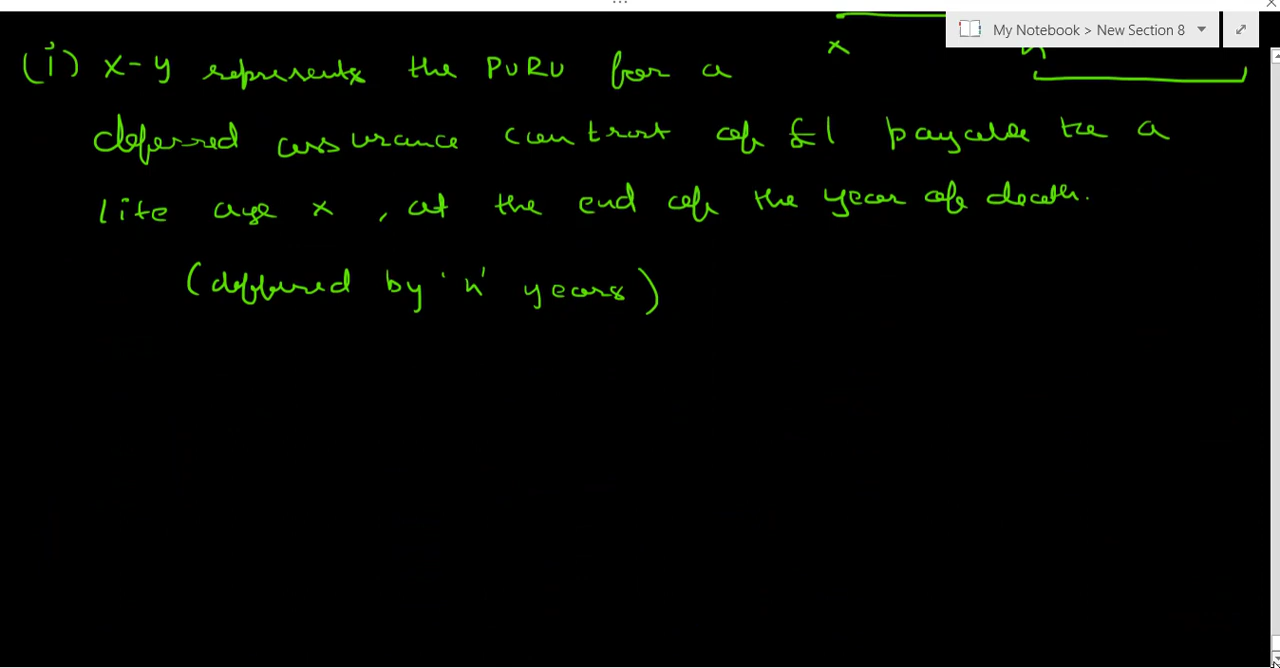 My Notebook > New Section 8
x n
(i) X-Y represents the PVRV for a
deferred assurance contract of £1 payable to a
life age x, at the end of the year of death.
(deffered by 'n' years)